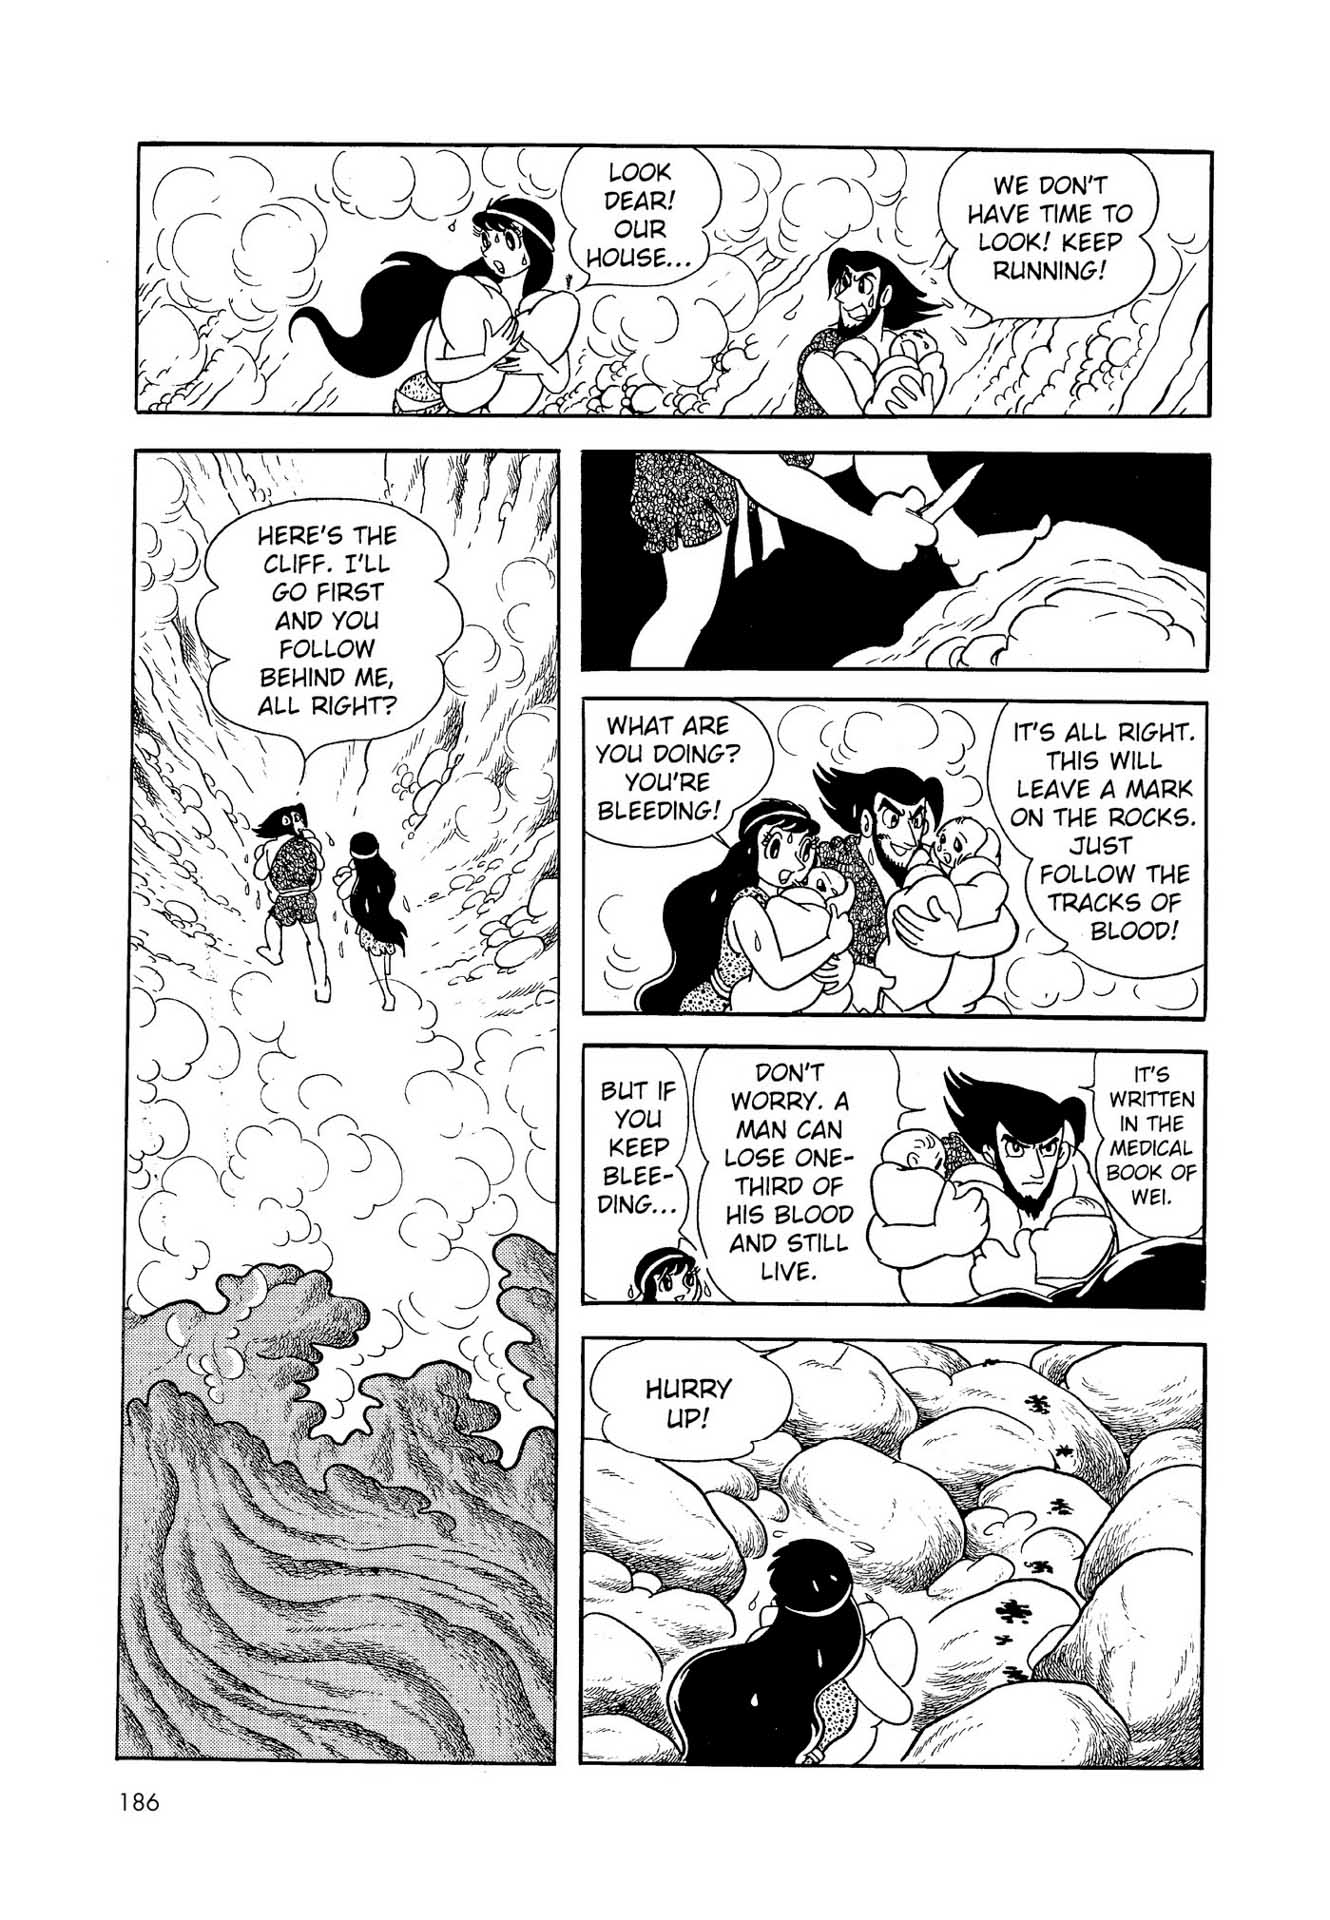 LOOK
DEAR!
OUR
HOUSE...
WE DON'T
HAVE TIME TO
LOOK! KEEP
RUNNING!
HERE'S THE
CLIFF. I'LL
GO FIRST
AND YOU
FOLLOW
BEHIND ME,
ALL RIGHT?
WHAT ARE
YOU DOING?
YOU'RE
BLEEDING!
IT'S ALL RIGHT.
THIS WILL
LEAVE A MARK
ON THE ROCKS.
JUST
FOLLOW THE
TRACKS OF
BLOOD!
BUT IF
YOU
KEEP
BLEE-
DING...
DON'T
WORRY. A
MAN CAN
LOSE ONE-
THIRD OF
HIS BLOOD
AND STILL
LIVE.
IT'S
WRITTEN
IN THE
MEDICAL
BOOK OF
WEI.
HURRY
UP!
186